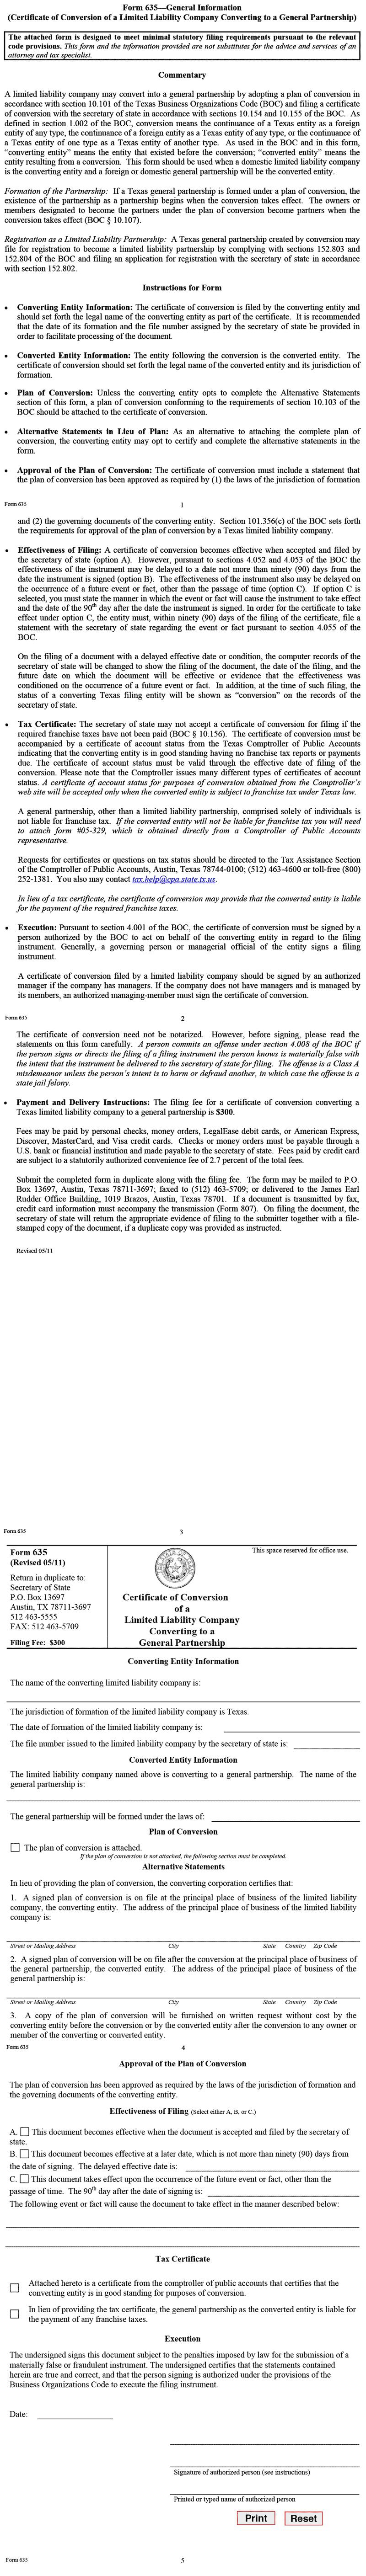 Form 635—General Information
(Certificate of Conversion of a Limited Liability Company Converting to a General Partnership)
The attached form is designed to meet minimal statutory filing requirements pursuant to the relevant
code provisions. This form and the information provided are not substitutes for the advice and services of an
attorney and tax specialist.
Commentary
A limited liability company may convert into a general partnership by adopting a plan of conversion in
accordance with section 10.101 of the Texas Business Organizations Code (BOC) and filing a certificate
of conversion with the secretary of state in accordance with sections 10.154 and 10.155 of the BOC. As
defined in section 1.002 of the BOC, conversion means the continuance of a Texas entity as a foreign
entity of any type, the continuance of a foreign entity as a Texas entity of any type, or the continuance of
a Texas entity of one type as a Texas entity of another type. As used in the BOC and in this form,
“converting entity” means the entity that existed before the conversion; “converted entity” means the
entity resulting from a conversion. This form should be used when a domestic limited liability company
is the converting entity and a foreign or domestic general partnership will be the converted entity.
Formation of the Partnership: If a Texas general partnership is formed under a plan of conversion, the
existence of the partnership as a partnership begins when the conversion takes effect. The owners or
members designated to become the partners under the plan of conversion become partners when the
conversion takes effect (BOC § 10.107).
Registration as a Limited Liability Partnership: A Texas general partnership created by conversion may
file for registration to become a limited liability partnership by complying with sections 152.803 and
152.804 of the BOC and filing an application for registration with the secretary of state in accordance
with section 152.802.
Instructions for Form
• Converting Entity Information: The certificate of conversion is filed by the converting entity and
should set forth the legal name of the converting entity as part of the certificate. It is recommended
that the date of its formation and the file number assigned by the secretary of state be provided in
order to facilitate processing of the document.
• Converted Entity Information: The entity following the conversion is the converted entity. The
certificate of conversion should set forth the legal name of the converted entity and its jurisdiction of
formation.
• Plan of Conversion: Unless the converting entity opts to complete the Alternative Statements
section of this form, a plan of conversion conforming to the requirements of section 10.103 of the
BOC should be attached to the certificate of conversion.
• Alternative Statements in Lieu of Plan: As an alternative to attaching the complete plan of
conversion, the converting entity may opt to certify and complete the alternative statements in the
form.
• Approval of the Plan of Conversion: The certificate of conversion must include a statement that
the plan of conversion has been approved as required by (1) the laws of the jurisdiction of formation
Form 635 1
and (2) the governing documents of the converting entity. Section 101.356(c) of the BOC sets forth
the requirements for approval of the plan of conversion by a Texas limited liability company.
• Effectiveness of Filing: A certificate of conversion becomes effective when accepted and filed by
the secretary of state (option A). However, pursuant to sections 4.052 and 4.053 of the BOC the
effectiveness of the instrument may be delayed to a date not more than ninety (90) days from the
date the instrument is signed (option B). The effectiveness of the instrument also may be delayed on
the occurrence of a future event or fact, other than the passage of time (option C). If option C is
selected, you must state the manner in which the event or fact will cause the instrument to take effect
and the date of the 90th day after the date the instrument is signed. In order for the certificate to take
effect under option C, the entity must, within ninety (90) days of the filing of the certificate, file a
statement with the secretary of state regarding the event or fact pursuant to section 4.055 of the
BOC.
On the filing of a document with a delayed effective date or condition, the computer records of the
secretary of state will be changed to show the filing of the document, the date of the filing, and the
future date on which the document will be effective or evidence that the effectiveness was
conditioned on the occurrence of a future event or fact. In addition, at the time of such filing, the
status of a converting Texas filing entity will be shown as “conversion” on the records of the
secretary of state.
• Tax Certificate: The secretary of state may not accept a certificate of conversion for filing if the
required franchise taxes have not been paid (BOC § 10.156). The certificate of conversion must be
accompanied by a certificate of account status from the Texas Comptroller of Public Accounts
indicating that the converting entity is in good standing having no franchise tax reports or payments
due. The certificate of account status must be valid through the effective date of filing of the
conversion. Please note that the Comptroller issues many different types of certificates of account
status. A certificate of account status for purposes of conversion obtained from the Comptroller’s
web site will be accepted only when the converted entity is subject to franchise tax under Texas law.
A general partnership, other than a limited liability partnership, comprised solely of individuals is
not liable for franchise tax. If the converting entity will not be liable for franchise tax you will need
to attach form #05-329, which is obtained directly from a Comptroller of Public Accounts
representative.
Requests for certificates or questions on tax status should be directed to the Tax Assistance Section
of the Comptroller of Public Accounts, Austin, Texas 78744-0100; (512) 463-4600 or toll-free (800)
252-1381. You also may contact tax.help@cpa.state.tx.us.
In lieu of a tax certificate, the certificate of conversion may provide that the converted entity is liable
for the payment of required franchise taxes.
• Execution: Pursuant to section 4.001 of the BOC, the certificate of conversion must be signed by a
person authorized by the BOC to act on behalf of the converting entity in regard to the filing
instrument. Generally, a governing person or managerial official of the entity signs a filing
instrument.
A certificate of conversion filed by a limited liability company should be signed by an authorized
manager if the company has managers. If the company does not have managers and is managed by
its members, an authorized managing-member must sign the certificate of conversion.
Form 635 2
The certificate of conversion need not be notarized. However, before signing, please read the
statements on this form carefully. A person commits an offense under section 4.008 of the BOC if
the person signs or directs the filing of a filing instrument the person knows is materially false with
the intent that the instrument be delivered to the secretary of state for filing. The offense is a Class A
misdemeanor unless the person’s intent is to harm or defraud another, in which case the offense is a
state jail felony.
• Payment and Delivery Instructions: The filing fee for a certificate of conversion converting a
Texas limited liability company to a general partnership is $300.
Fees may be paid by personal checks, money orders, LegalEase debit cards, or American Express,
Discover, MasterCard, and Visa credit cards. Checks or money orders must be payable through a
U.S. bank or financial institution and made payable to the secretary of state. Fees paid by credit card
are subject to a statutorily authorized convenience fee of 2.7 percent of the total fees.
Submit the completed form in duplicate along with the filing fee. The form may be mailed to P.O.
Box 13697, Austin, Texas 78711-3697; faxed to (512) 463-5709; or delivered to the James Earl
Rudder Office Building, 1019 Brazos, Austin, Texas 78701. If a document is transmitted by fax,
credit card information must accompany the transmission (Form 807). On filing the document, the
secretary of state will return the appropriate evidence of filing to the submitter together with a file-
stamped copy of the document, if a duplicate copy was provided as instructed.
Revised 05/11
Form 635 3
Form 635
(Revised 05/11)
Return in duplicate to:
Secretary of State
P.O. Box 13697
Austin, TX 78711-3697
512 463-5555
FAX: 512 463-5709
Filing Fee: $300
Certificate of Conversion
of a
Limited Liability Company
Converting to a
General Partnership
This space reserved for office use.
Converting Entity Information
The name of the converting limited liability company is:
The jurisdiction of formation of the limited liability company is Texas.
The date of formation of the limited liability company is:
The file number issued to the limited liability company by the secretary of state is:
Converted Entity Information
The limited liability company named above is converting to a general partnership. The name of the
general partnership is:
The general partnership will be formed under the laws of:
Plan of Conversion
The plan of conversion is attached.
If the plan of conversion is not attached, the following section must be completed.
Alternative Statements
In lieu of providing the plan of conversion, the converting corporation certifies that:
1. A signed plan of conversion is on file at the principal place of business of the limited liability
company, the converting entity. The address of the principal place of business of the limited liability
company is:
Street or Mailing Address City State Country Zip Code
2. A signed plan of conversion will be on file after the conversion at the principal place of business of
the general partnership, the converted entity. The address of the principal place of business of the
general partnership is:
Street or Mailing Address City State Country Zip Code
3. A copy of the plan of conversion will be furnished on written request without cost by the
converting entity before the conversion or by the converted entity after the conversion to any owner or
member of the converting or converted entity.
Form 635 4
Approval of the Plan of Conversion
The plan of conversion has been approved as required by the laws of the jurisdiction of formation and
the governing documents of the converting entity.
Effectiveness of Filing (Select either A, B, or C.)
A. This document becomes effective when the document is accepted and filed by the secretary of
state.
B. This document becomes effective at a later date, which is not more than ninety (90) days from
the date of signing. The delayed effective date is:
C. This document takes effect upon the occurrence of the future event or fact, other than the
passage of time. The 90th day after the date of signing is:
The following event or fact will cause the document to take effect in the manner described below:
Tax Certificate
Attached hereto is a certificate from the comptroller of public accounts that certifies that the
converting entity is in good standing for purposes of conversion.
In lieu of providing the tax certificate, the general partnership as the converted entity is liable for
the payment of any franchise taxes.
Execution
The undersigned signs this document subject to the penalties imposed by law for the submission of a
materially false or fraudulent instrument. The undersigned certifies that the statements contained
herein are true and correct, and that the person signing is authorized under the provisions of the
Business Organizations Code to execute the filing instrument.
Date:
Signature of authorized person (see instructions)
Printed or typed name of authorized person
Print Reset
Form 635 5